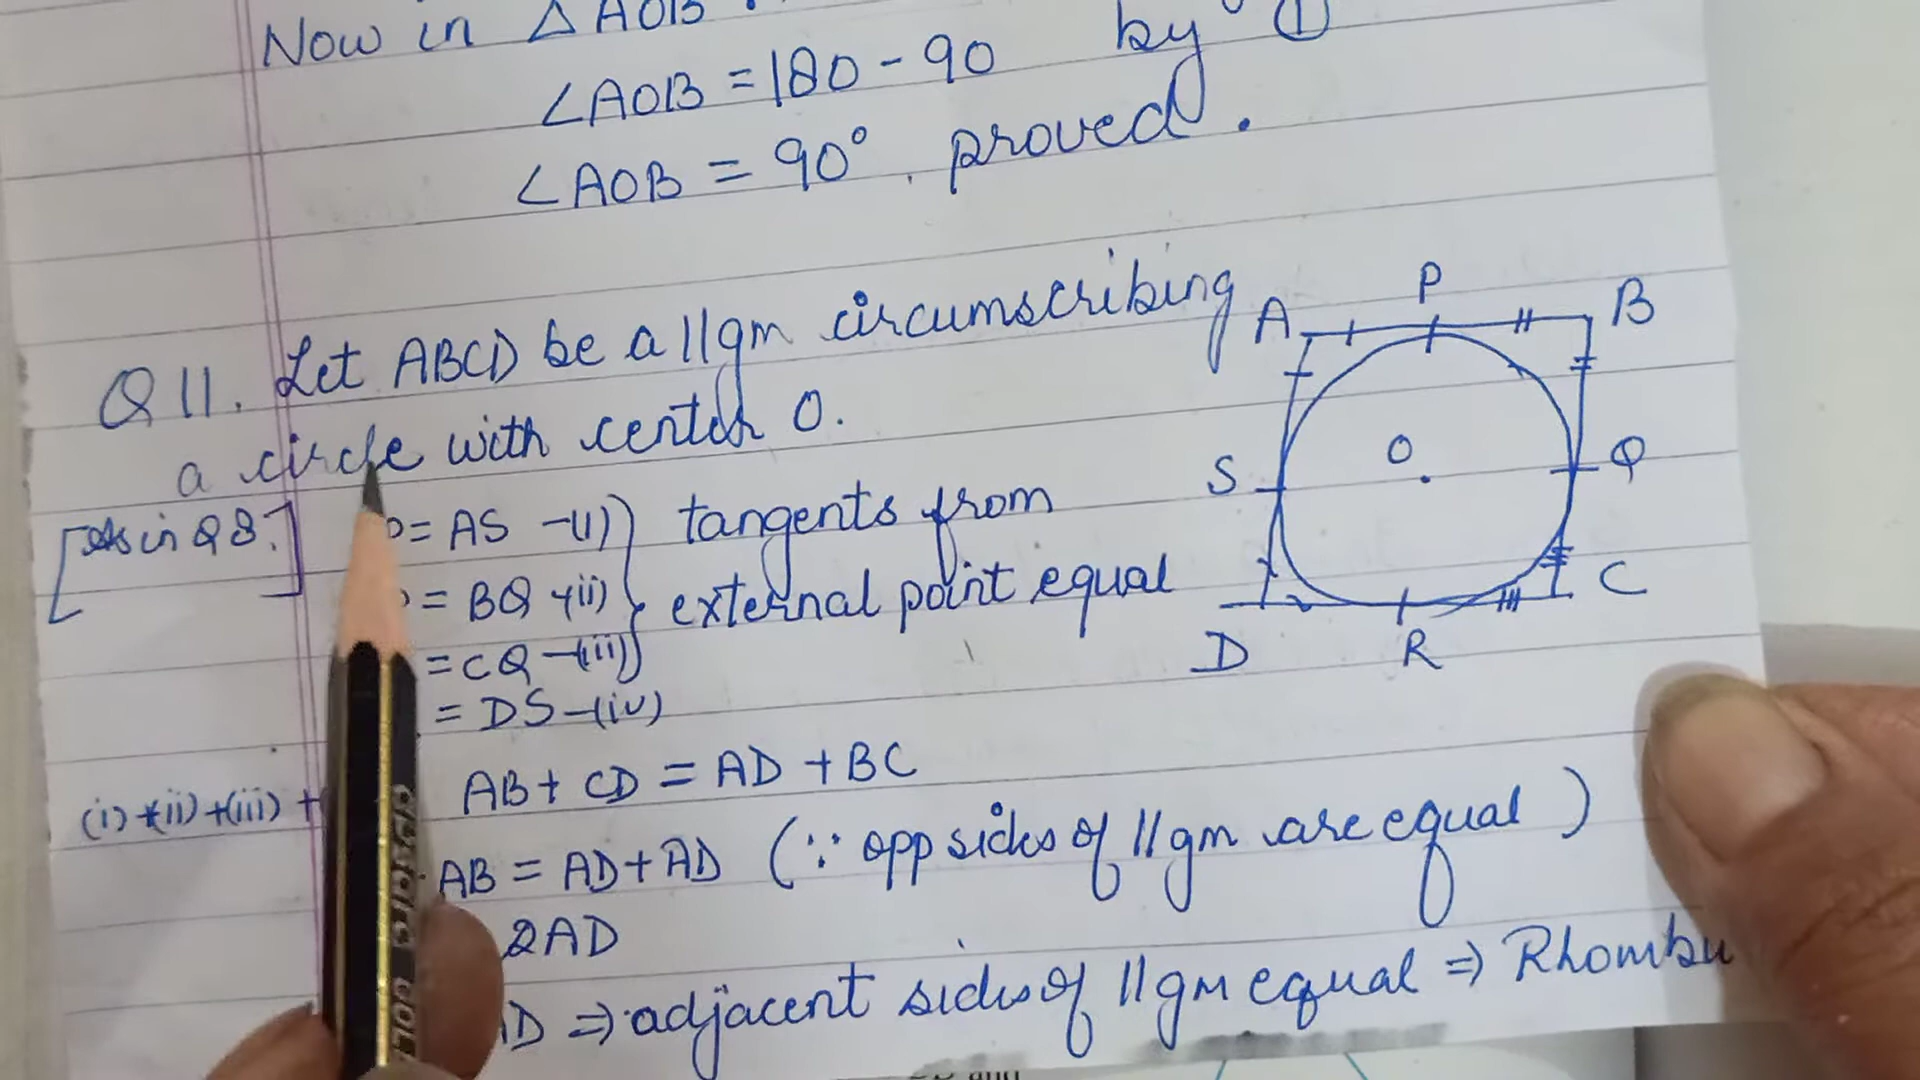 Now in △AOB
∠AOB = 180 - 90 by ①
∠AOB = 90° . proved .
Q 11. Let ABCD be a ||gm circumscribing
a circle with center O.
[As in Q 8.]
= AS -(i)
tangents from
= BQ -(ii)
external point equal
= CQ -(iii)
= DS -(iv)
(i) +(ii) +(iii) + AB + CD = AD + BC
AB = AD + AD (∵ opp sides of ||gm are equal )
2AD
D ⇒ adjacent sides of ||gm equal ⇒ Rhombu
A P B
S O Q
D R C